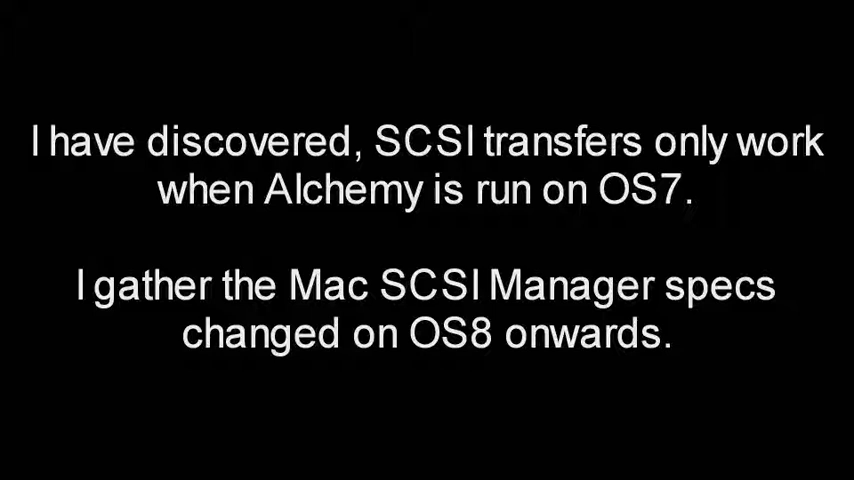 I have discovered, SCSI transfers only work
when Alchemy is run on OS7.
I gather the Mac SCSI Manager specs
changed on OS8 onwards.